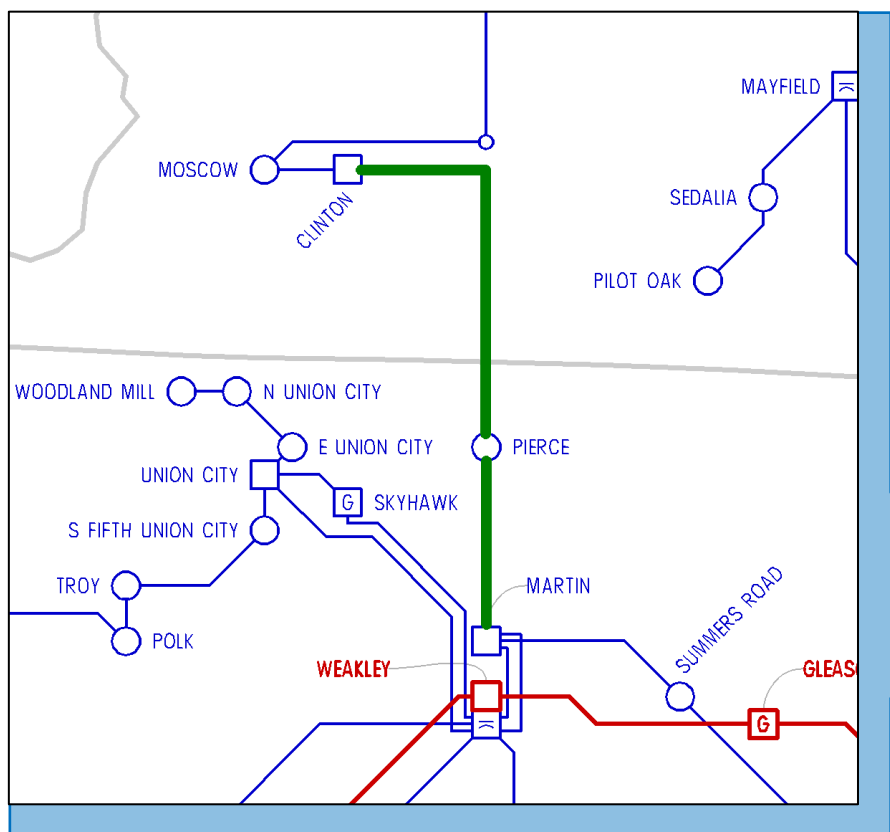 MAYFIELD
MOSCOW
SEDALIA
CLINTON
PILOT OAK
WOODLAND MILL
N UNION CITY
E UNION CITY
PIERCE
UNION CITY
G
SKYHAWK
S FIFTH UNION CITY
TROY
MARTIN
SUMMERS ROAD
POLK
WEAKLEY
GLEAS
G